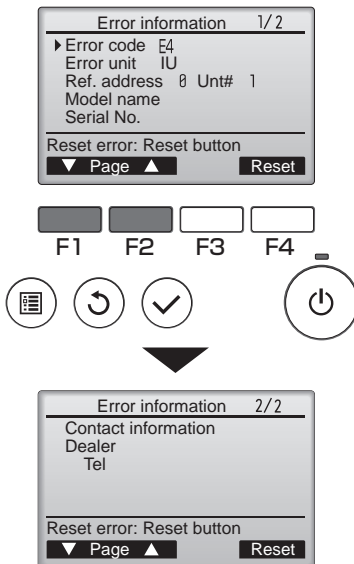 Error information 1/2
Error code E4
Error unit IU
Ref. address 0 Unt# 1
Model name
Serial No.
Reset error: Reset button
▼ Page ▲ Reset
F1 F2 F3 F4
Error information 2/2
Contact information
Dealer
Tel
Reset error: Reset button
▼ Page ▲ Reset